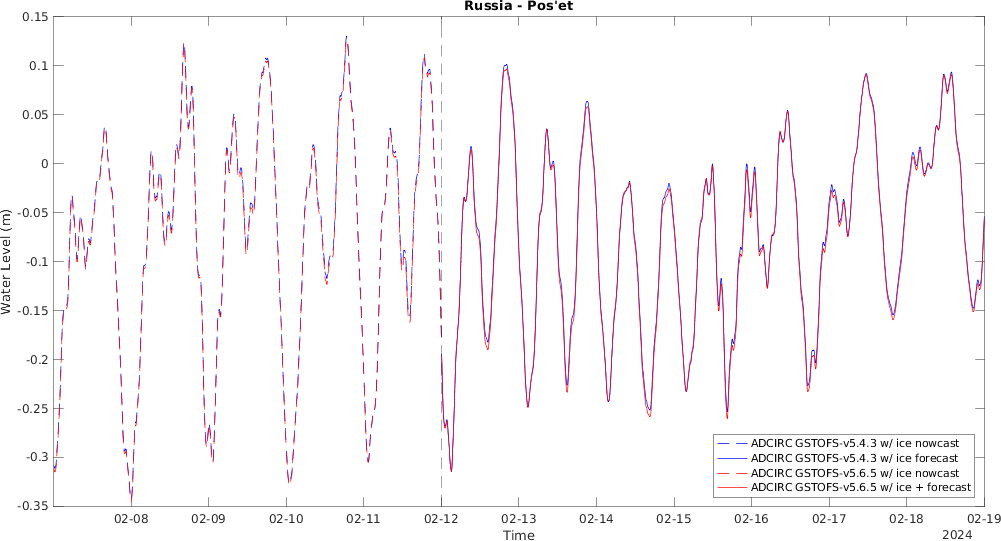 Russia - Pos'et
0.15
0.1
0.05
0
-0.05
-0.1
-0.15
-0.2
-0.25
-0.3
-0.35
Water Level (m)
ADCIRC GSTOFS-v5.4.3 w/ ice nowcast
ADCIRC GSTOFS-v5.4.3 w/ ice forecast
ADCIRC GSTOFS-v5.6.5 w/ ice nowcast
ADCIRC GSTOFS-v5.6.5 w/ ice + forecast
02-08 02-09 02-10 02-11 02-12 02-13 02-14 02-15 02-16 02-17 02-18 02-19
Time 2024